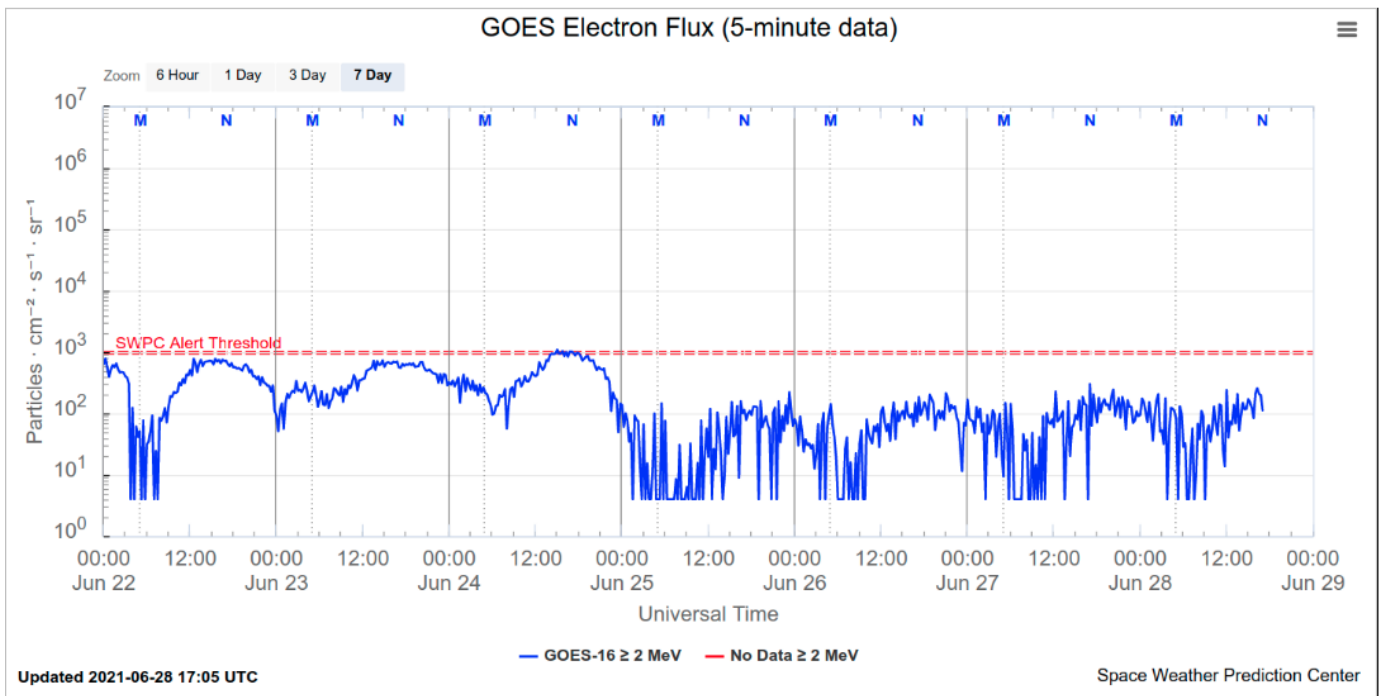 GOES Electron Flux (5-minute data)
Zoom 6 Hour 1 Day 3 Day 7 Day
M N M N M N M N M N M N M N
10⁷
10⁶
10⁵
10⁴
10³
10²
10¹
10⁰
Particles · cm⁻² · s⁻¹ · sr⁻¹
SWPC Alert Threshold
00:00 12:00 00:00 12:00 00:00 12:00 00:00 12:00 00:00 12:00 00:00 12:00 00:00 12:00 00:00
Jun 22 Jun 23 Jun 24 Jun 25 Jun 26 Jun 27 Jun 28 Jun 29
Universal Time
GOES-16 ≥ 2 MeV No Data ≥ 2 MeV
Updated 2021-06-28 17:05 UTC Space Weather Prediction Center